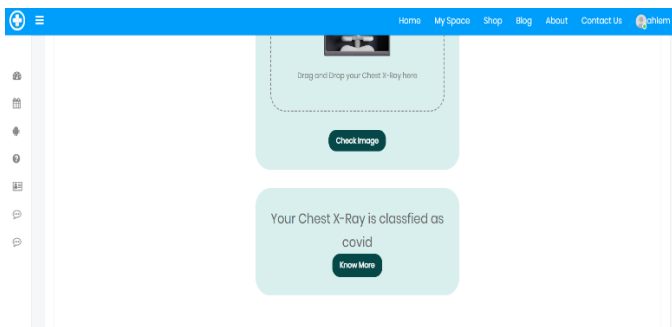 Home My Space Shop Blog About Contact Us ahlem
Drag and Drop your Chest X-Ray here
Check Image
Your Chest X-Ray is classfied as
covid
Know More